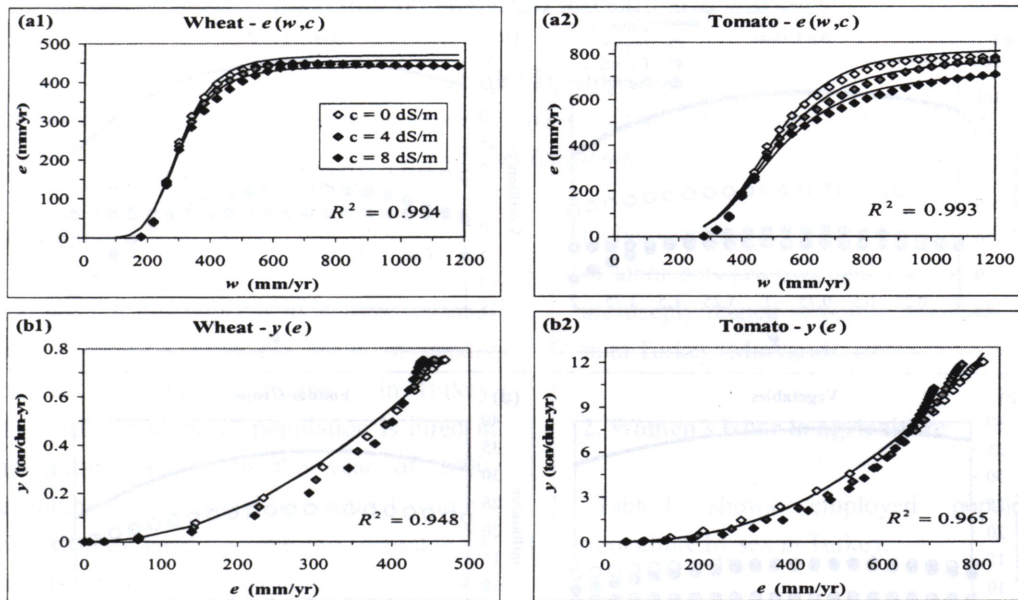 (a1) Wheat - e (w,c)
500
400
300
200
100
0
e (mm/yr)
c = 0 dS/m
c = 4 dS/m
c = 8 dS/m
R² = 0.994
0 200 400 600 800 1000 1200
w (mm/yr)
(a2) Tomato - e (w,c)
800
600
400
200
0
e (mm/yr)
R² = 0.993
0 200 400 600 800 1000 1200
w (mm/yr)
(b1) Wheat - y (e)
0.8
0.6
0.4
0.2
0
y (ton/dun-yr)
R² = 0.948
0 100 200 300 400 500
e (mm/yr)
(b2) Tomato - y (e)
12
9
6
3
0
y (ton/dun-yr)
R² = 0.965
0 200 400 600 800
e (mm/yr)